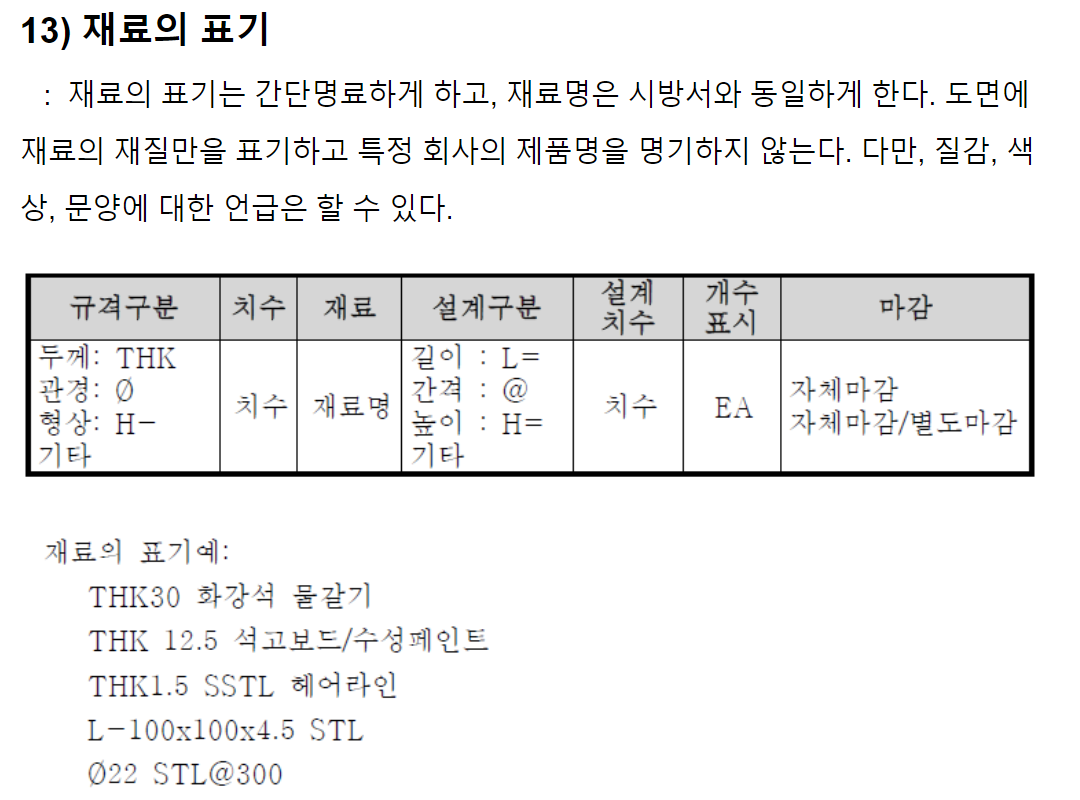 13) 재료의 표기
: 재료의 표기는 간단명료하게 하고, 재료명은 시방서와 동일하게 한다. 도면에
재료의 재질만을 표기하고 특정 회사의 제품명을 명기하지 않는다. 다만, 질감, 색
상, 문양에 대한 언급은 할 수 있다.
규격구분 치수 재료 설계구분 설계 치수 개수 표시 마감
두께: THK
관경: Ø
형상: H-
기타
치수
재료명
길이 : L=
간격 : @
높이 : H=
기타
치수
EA
자체마감
자체마감/별도마감
재료의 표기예:
THK30 화강석 물갈기
THK 12.5 석고보드/수성페인트
THK1.5 SSTL 헤어라인
L-100x100x4.5 STL
Ø22 STL@300